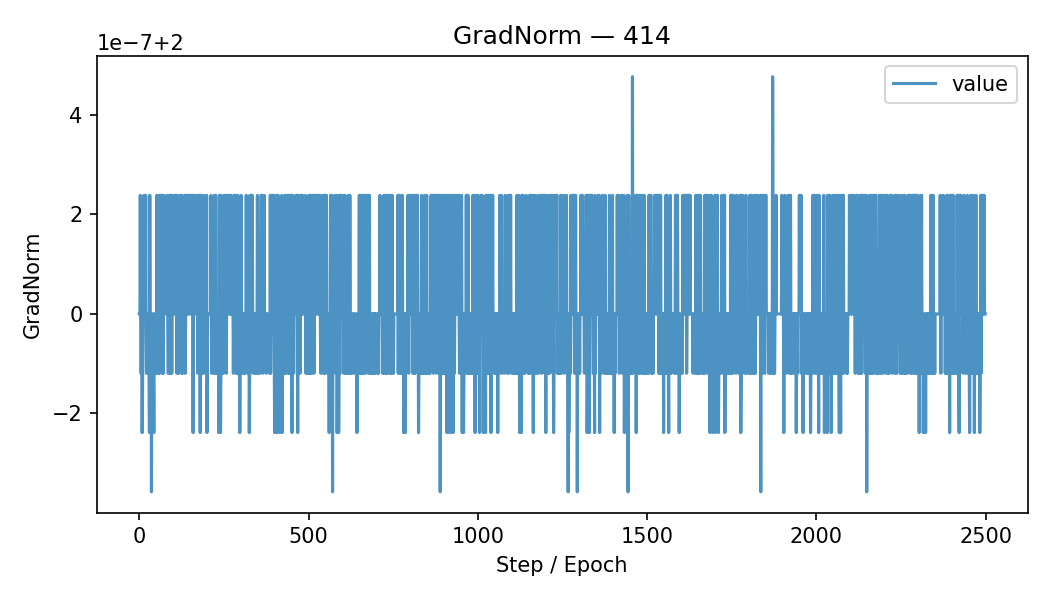 GradNorm — 414
1e−7+2
value
4
2
0
−2
GradNorm
0 500 1000 1500 2000 2500
Step / Epoch